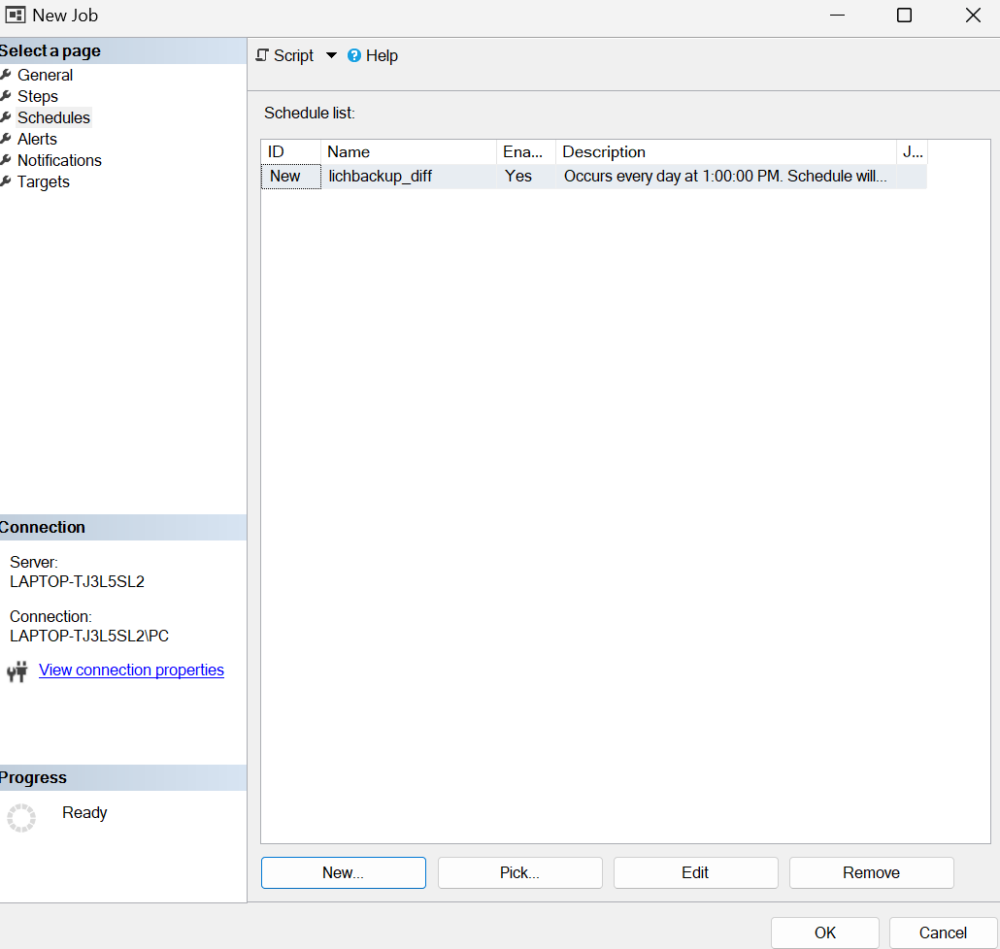 New Job
Select a page
General
Steps
Schedules
Alerts
Notifications
Targets
Script
Help
Schedule list:
ID Name Ena... Description J...
New lichbackup_diff Yes Occurs every day at 1:00:00 PM. Schedule will...
Connection
Server:
LAPTOP-TJ3L5SL2
Connection:
LAPTOP-TJ3L5SL2\PC
View connection properties
Progress
Ready
New... Pick... Edit Remove
OK Cancel